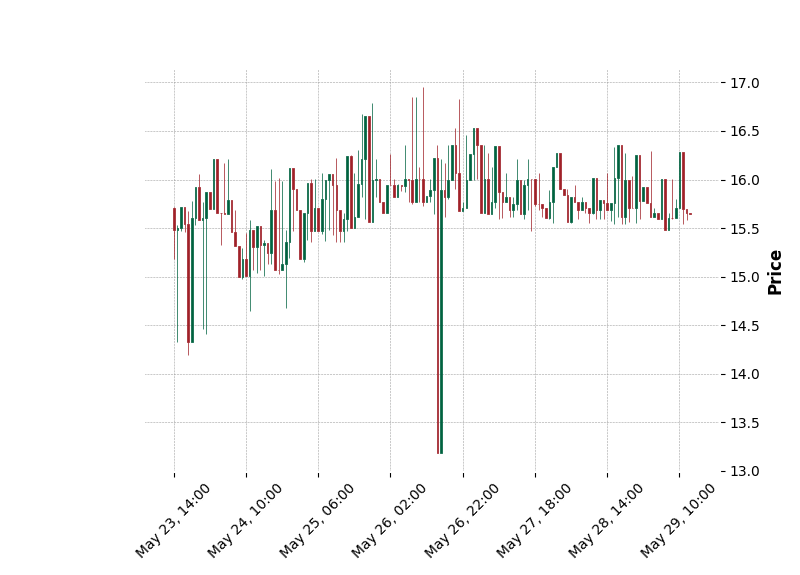 17.0
16.5
16.0
15.5
15.0
14.5
14.0
13.5
13.0
Price
May 23, 14:00
May 24, 10:00
May 25, 06:00
May 26, 02:00
May 26, 22:00
May 27, 18:00
May 28, 14:00
May 29, 10:00